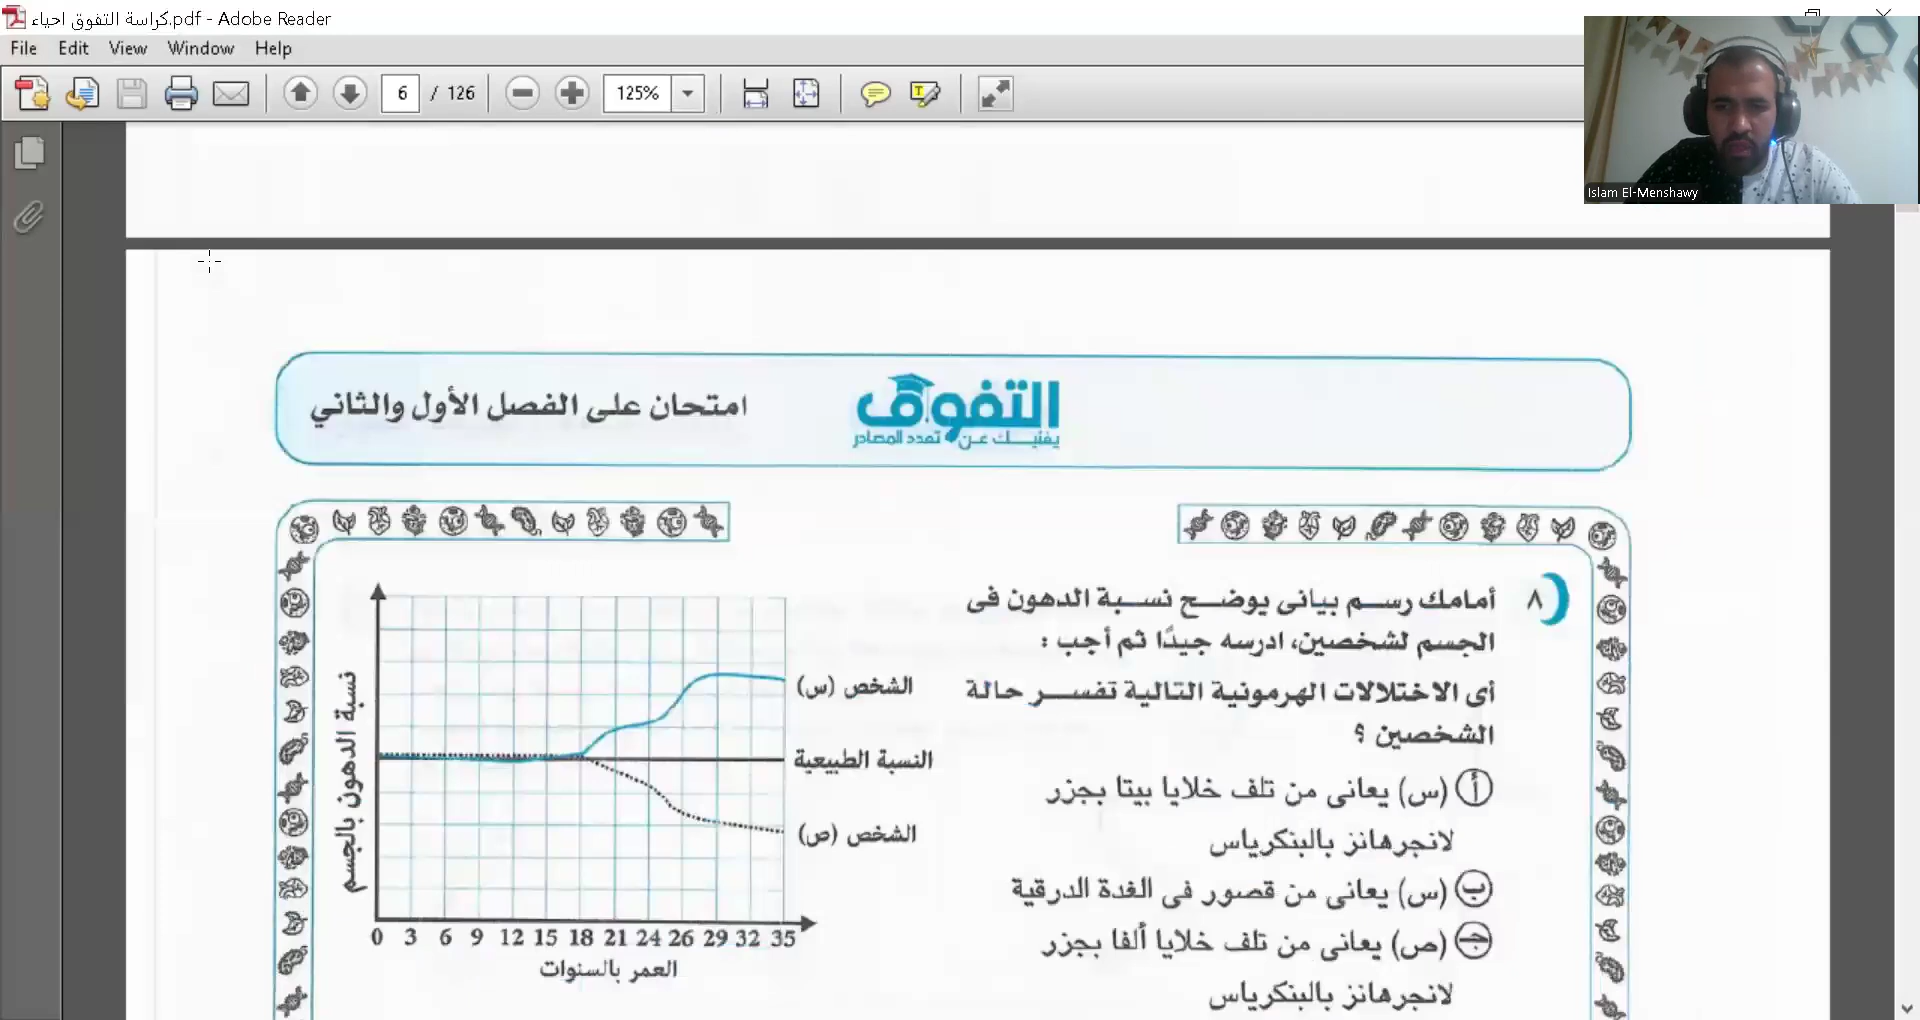 كراسة التفوق احياء.pdf - Adobe Reader
File Edit View Window Help
6 / 126 125%
Islam El-Menshawy
التفوق
يغنيك عن تعدد المصادر
امتحان على الفصل الأول والثاني
٨ أمامك رسم بيانى يوضح نسبة الدهون فى
الجسم لشخصين، ادرسه جيدًا ثم أجب :
أى الاختلالات الهرمونية التالية تفسر حالة
الشخصين ؟
أ (س) يعانى من تلف خلايا بيتا بجزر
لانجرهانز بالبنكرياس
ب (س) يعانى من قصور فى الغدة الدرقية
جـ (ص) يعانى من تلف خلايا ألفا بجزر
لانجرهانز بالبنكرياس
نسبة الدهون بالجسم
الشخص (س)
النسبة الطبيعية
الشخص (ص)
0 3 6 9 12 15 18 21 24 26 29 32 35
العمر بالسنوات